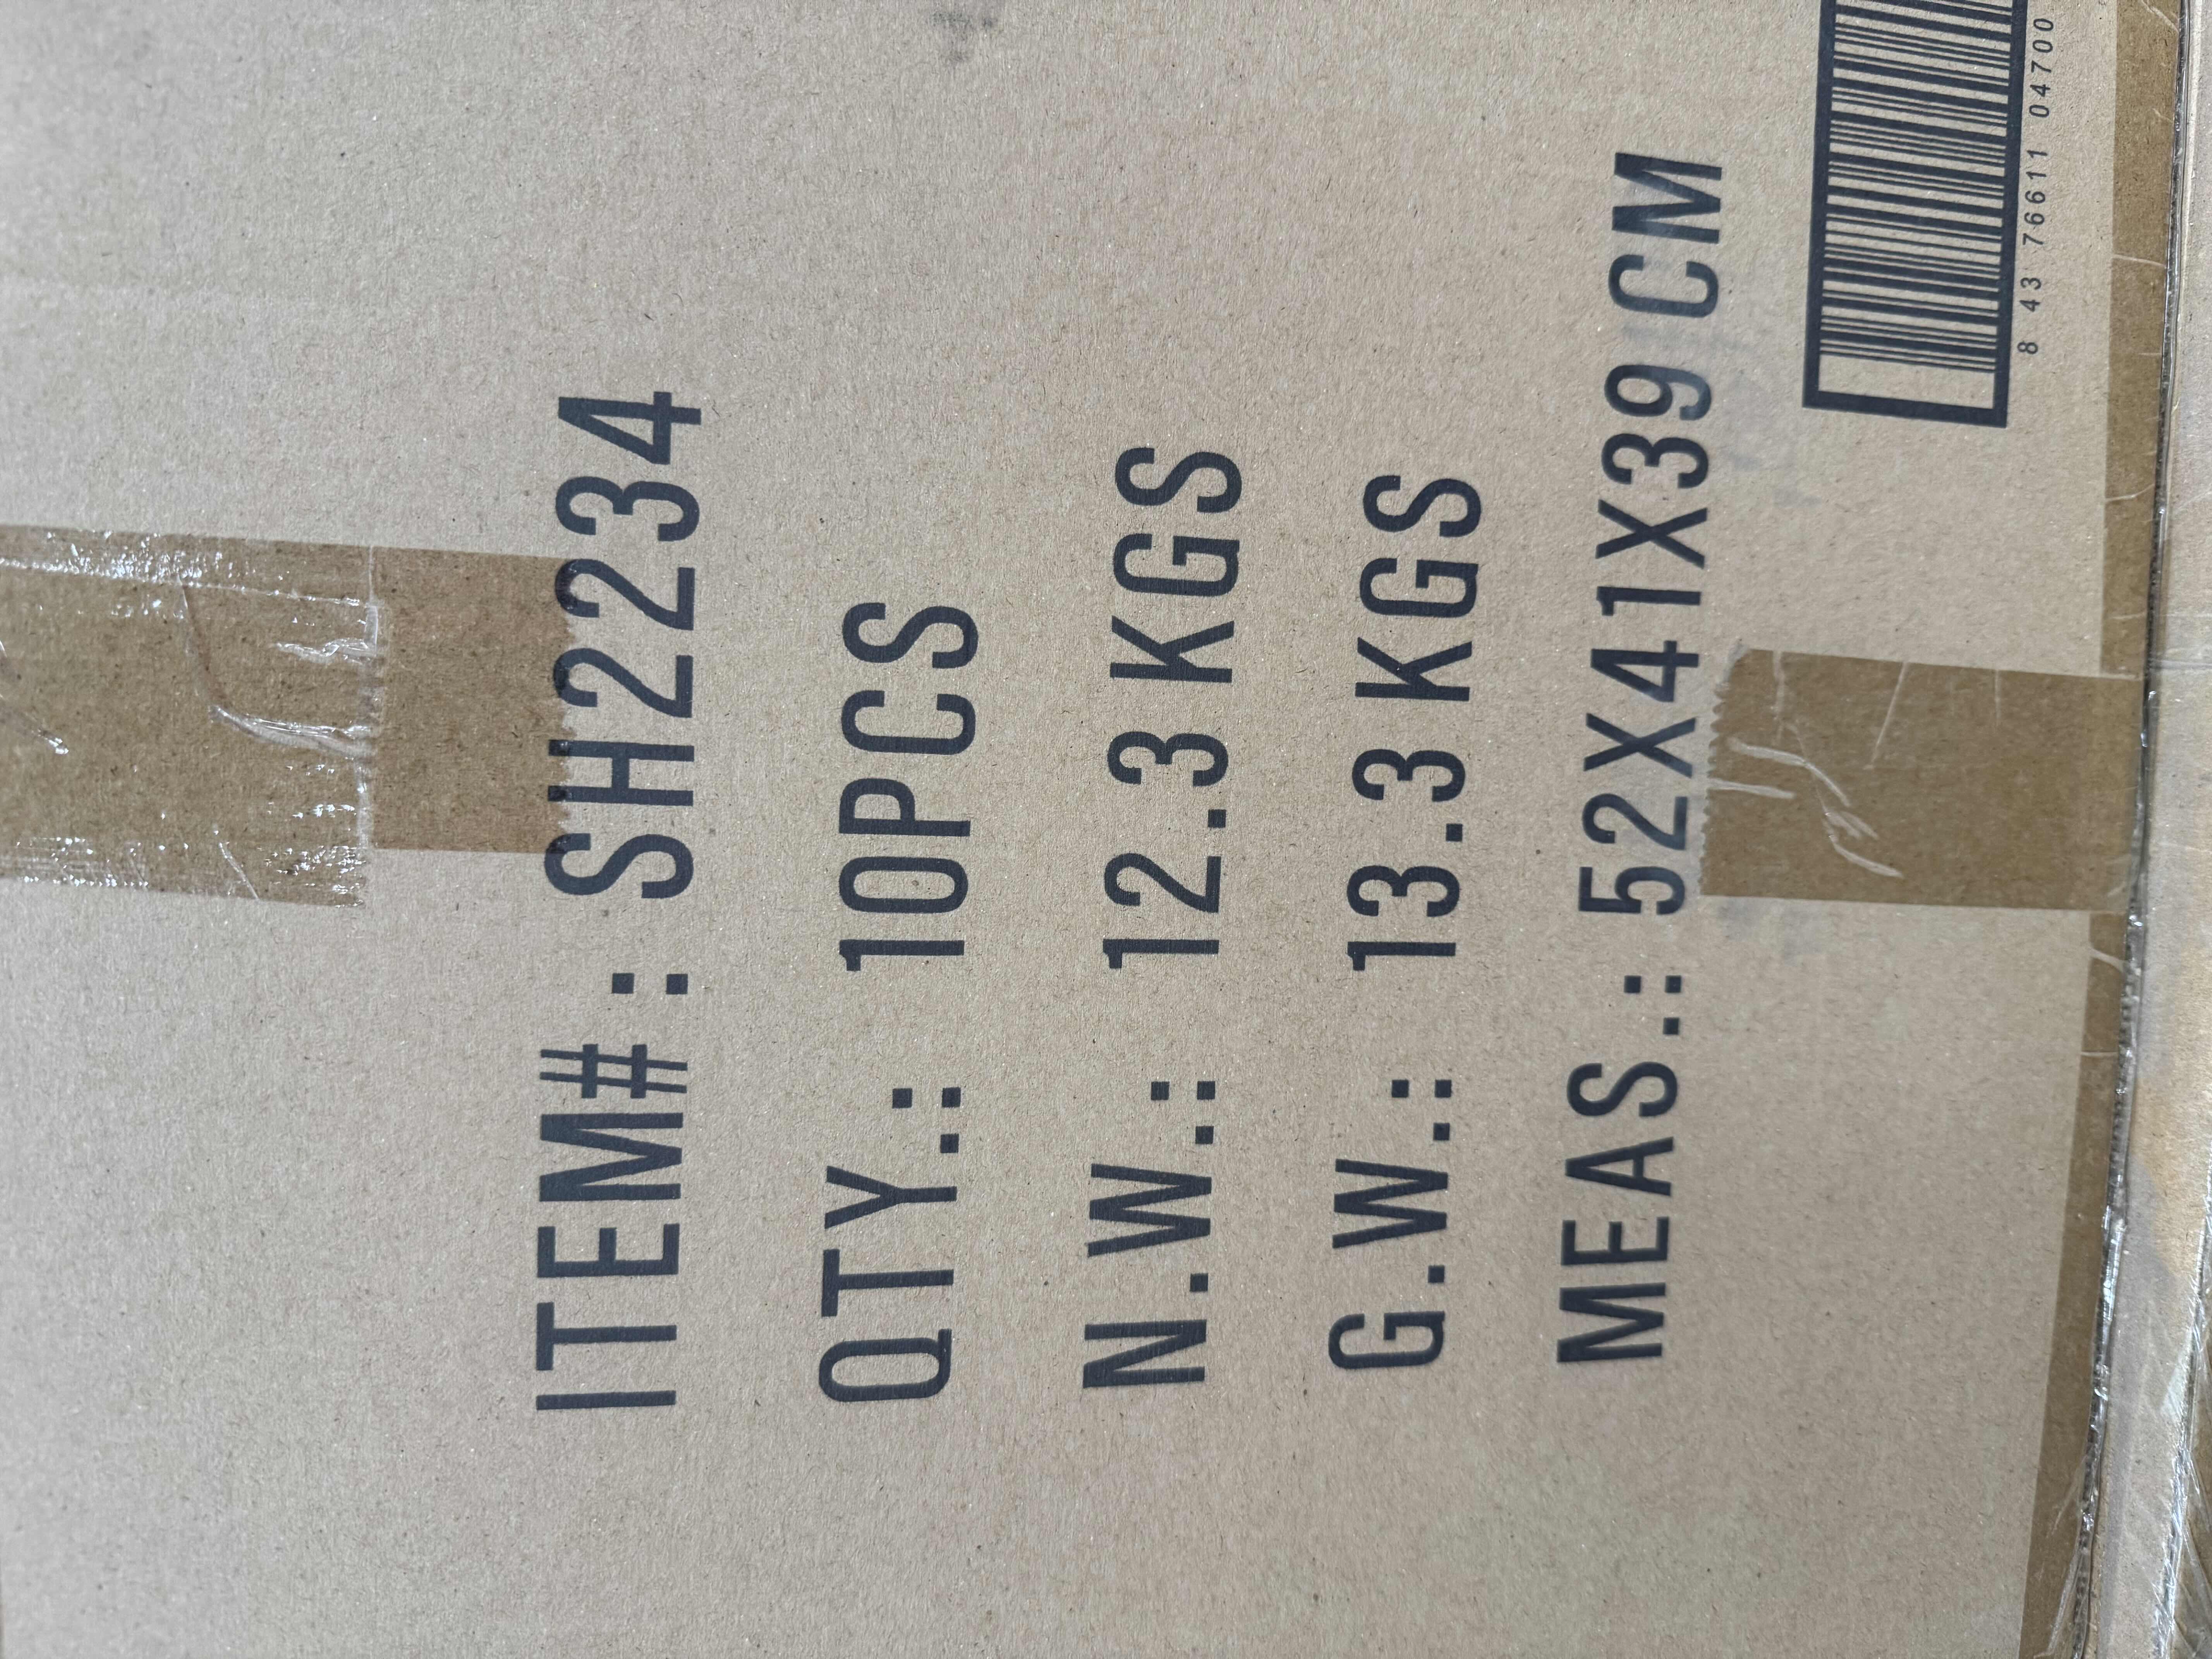 ITEM#: SH2234
QTY.: 10PCS
N.W.: 12.3 KGS
G.W.: 13.3 KGS
MEAS.: 52X41X39 CM
8 43 76611 04700